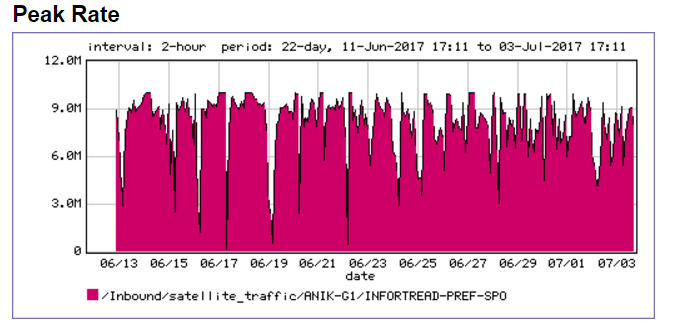 Peak Rate
interval: 2-hour period: 22-day, 11-Jun-2017 17:11 to 03-Jul-2017 17:11
12.0M
9.0M
6.0M
3.0M
0
06/13 06/15 06/17 06/19 06/21 06/23 06/25 06/27 06/29 07/01 07/03
date
/Inbound/satellite_traffic/ANIK-G1/INFORTREAD-PREF-SPO